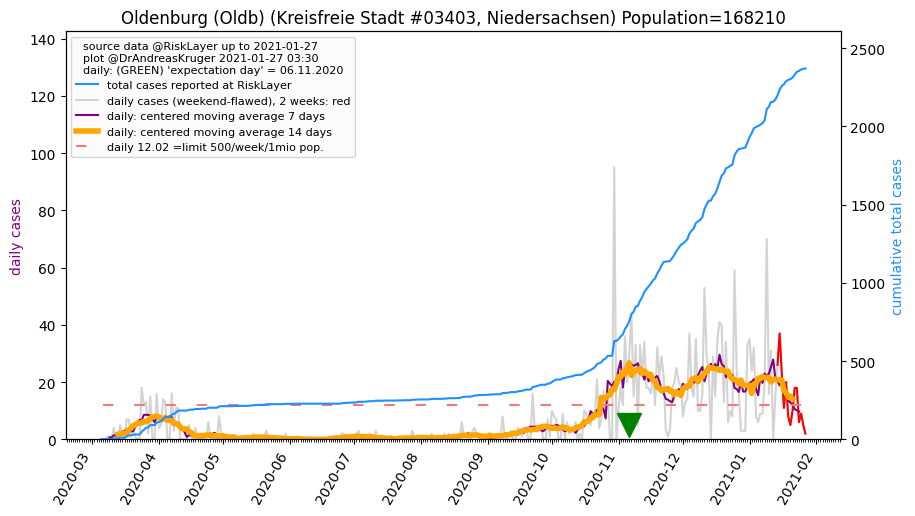 Oldenburg (Oldb) (Kreisfreie Stadt #03403, Niedersachsen) Population=168210
source data @RiskLayer up to 2021-01-27
plot @DrAndreasKruger 2021-01-27 03:30
daily: (GREEN) 'expectation day' = 06.11.2020
total cases reported at RiskLayer
daily cases (weekend-flawed), 2 weeks: red
daily: centered moving average 7 days
daily: centered moving average 14 days
daily 12.02 =limit 500/week/1mio pop.
daily cases
140
120
100
80
60
40
20
0
cumulative total cases
2500
2000
1500
1000
500
0
2020-03
2020-04
2020-05
2020-06
2020-07
2020-08
2020-09
2020-10
2020-11
2020-12
2021-01
2021-02